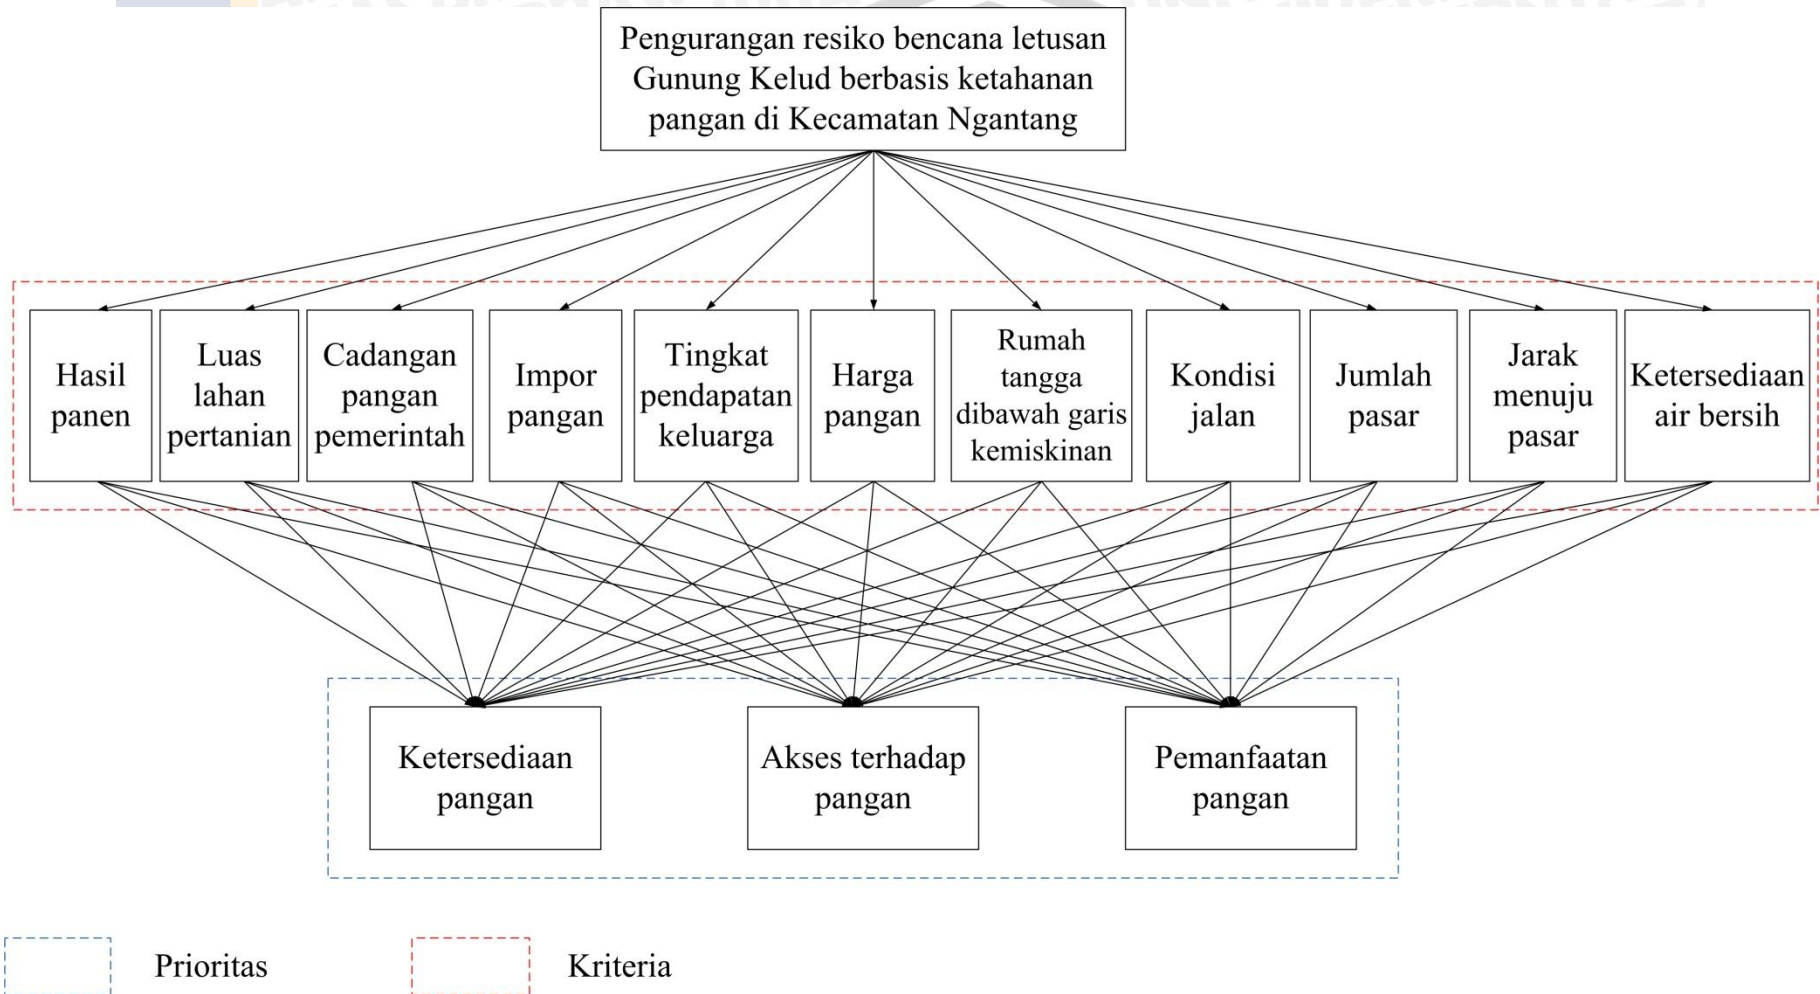 Pengurangan resiko bencana letusan
Gunung Kelud berbasis ketahanan
pangan di Kecamatan Ngantang
Hasil
panen
Luas
lahan
pertanian
Cadangan
pangan
pemerintah
Impor
pangan
Tingkat
pendapatan
keluarga
Harga
pangan
Rumah
tangga
dibawah garis
kemiskinan
Kondisi
jalan
Jumlah
pasar
Jarak
menuju
pasar
Ketersediaan
air bersih
Ketersediaan
pangan
Akses terhadap
pangan
Pemanfaatan
pangan
Prioritas
Kriteria